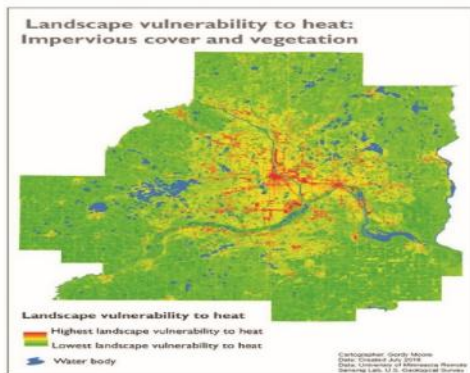 Landscape vulnerability to heat:
Impervious cover and vegetation
Landscape vulnerability to heat
Highest landscape vulnerability to heat
Lowest landscape vulnerability to heat
Water body
Cartographer: Gordy Moore
Data: Created July 2016
Data: University of Minnesota Remote
Sensing Lab, U.S. Geological Survey